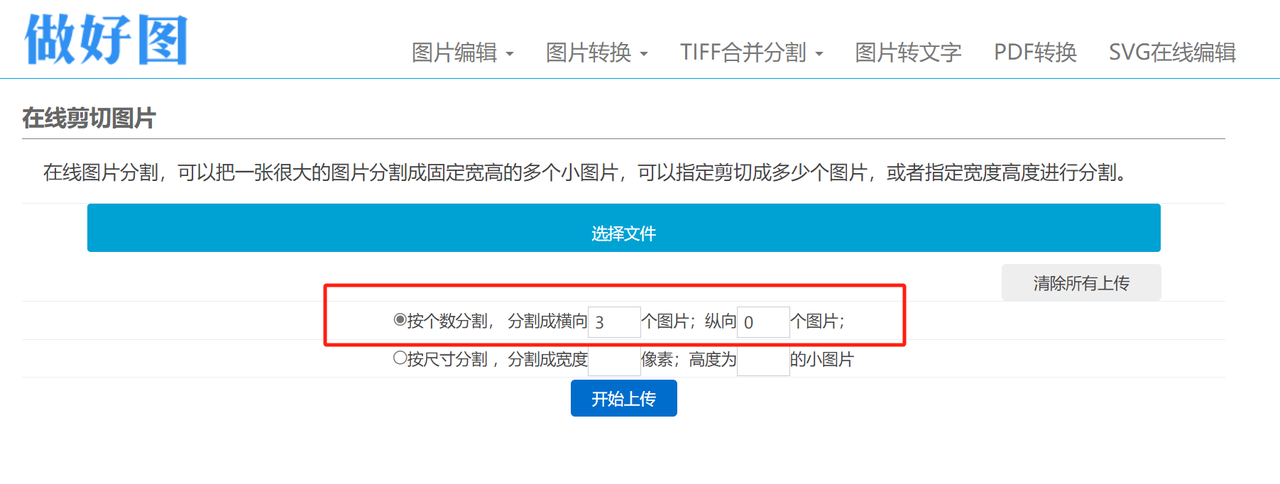 做好图
图片编辑 图片转换 TIFF合并分割 图片转文字 PDF转换 SVG在线编辑
在线剪切图片
在线图片分割，可以把一张很大的图片分割成固定宽高的多个小图片，可以指定剪切成多少个图片，或者指定宽度高度进行分割。
选择文件
清除所有上传
按个数分割， 分割成横向3个图片；纵向0个图片；
按尺寸分割 ，分割成宽度 像素；高度为 的小图片
开始上传